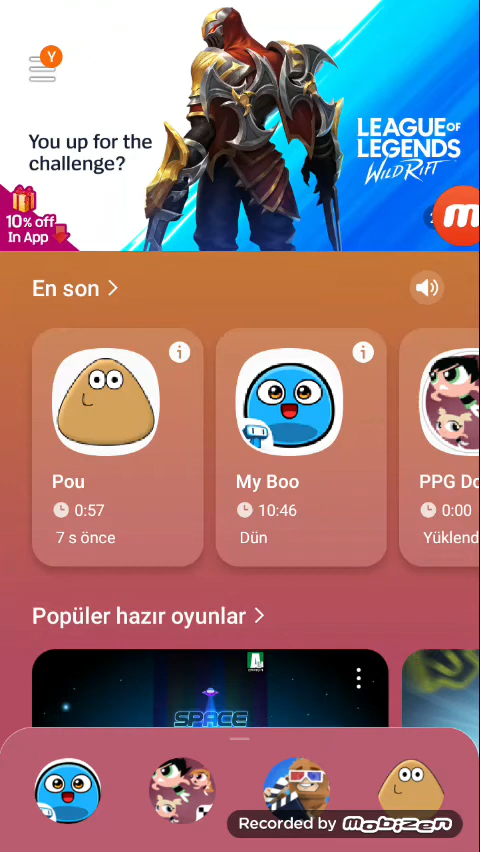 Y
You up for the
challenge?
LEAGUE OF
LEGENDS
WILD RIFT
10% off
In App
En son
Pou
0:57
7 s önce
My Boo
10:46
Dün
PPG Do
0:00
Yüklend
Popüler hazır oyunlar
SPACE
Recorded by MOBIZEN